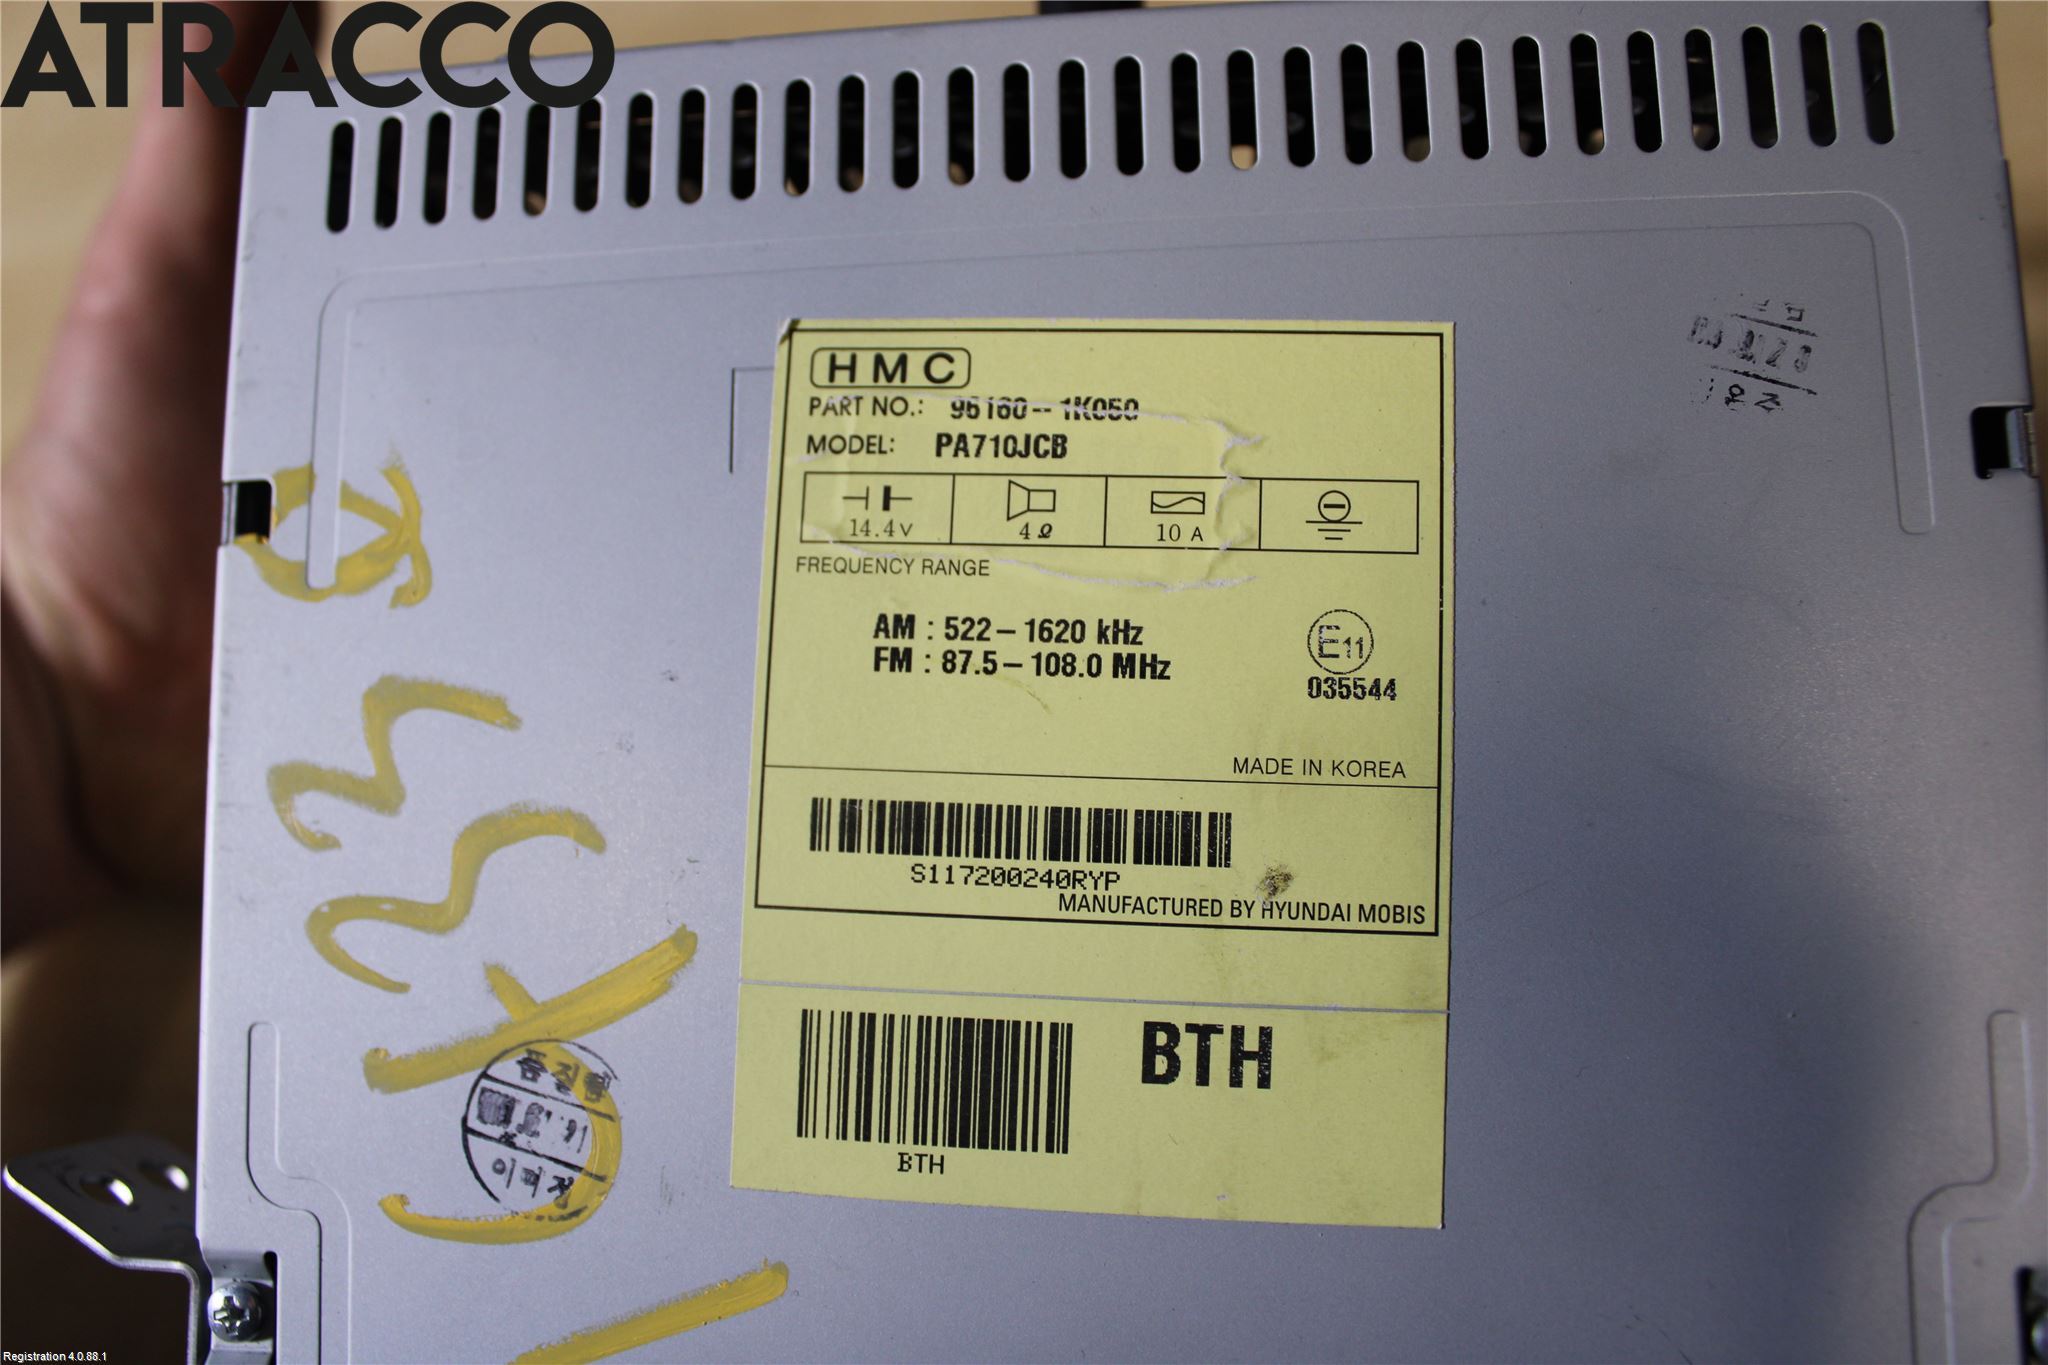 ATRACCO
HMC
PART NO.: 96160--1K050
MODEL: PA710JCB
14.4V 4Ω 10 A
FREQUENCY RANGE
AM : 522 – 1620 kHz
FM : 87.5 – 108.0 MHz
E11
035544
MADE IN KOREA
S117200240RYP
MANUFACTURED BY HYUNDAI MOBIS
BTH
BTH
Registration 4.0.88.1